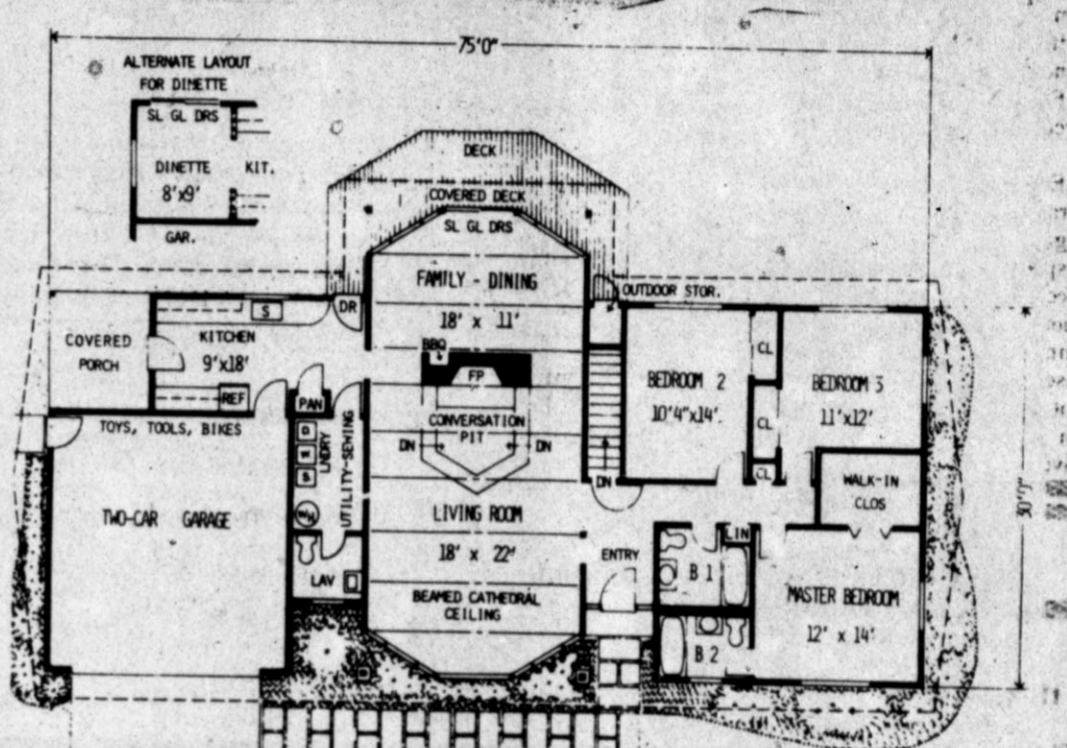 75'0"
ALTERNATE LAYOUT
FOR DINETTE
SL GL DRS
DINETTE
8'x9'
KIT.
GAR.
DECK
COVERED DECK
SL GL DRS
FAMILY - DINING
18' x 11'
OUTDOOR STOR.
DR
S
KITCHEN
9'x18'
COVERED
PORCH
REF
PAN
BBQ
FP
CONVERSATION
PIT
DN
DN
BEDROOM 2
10'4"x14'
CL
CL
CL
BEDROOM 3
11'x12'
WALK-IN
CLOS
TOYS, TOOLS, BIKES
TWO-CAR GARAGE
D
W
S
LNDRY
UTILITY-SEWING
W/H
LAV
LIVING ROOM
18' x 22'
BEAMED CATHEDRAL
CEILING
DN
ENTRY
LIN
B 1
B 2
MASTER BEDROOM
12' x 14'
30'0"